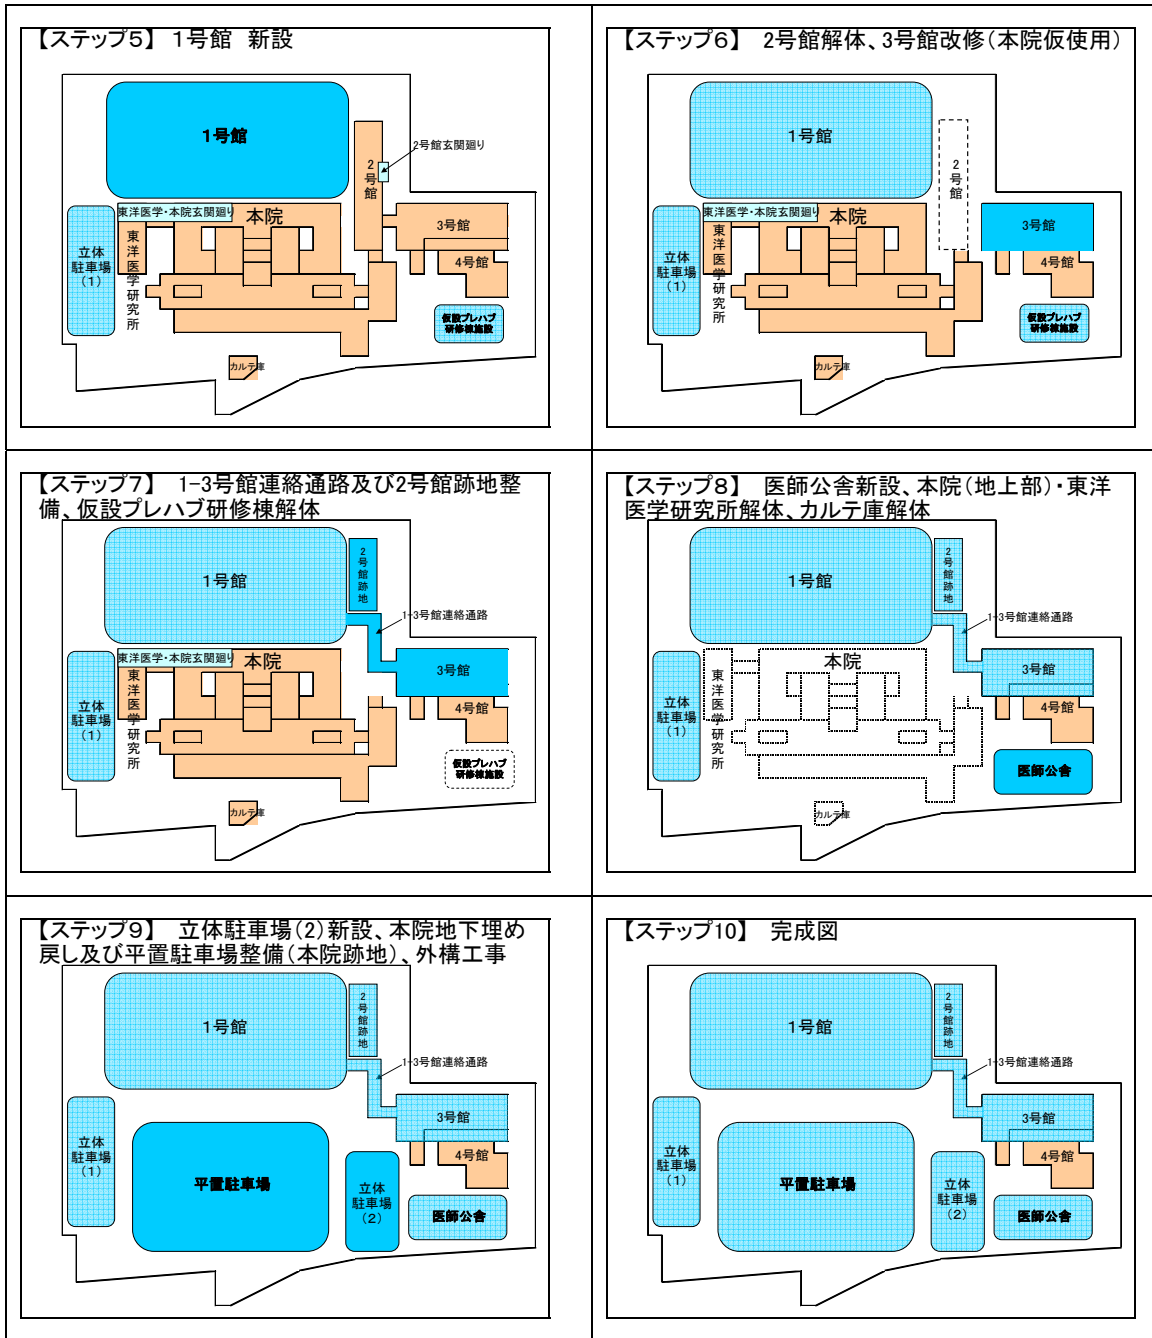 【ステップ5】 1号館 新設
1号館
2号館玄関廻り
2号館
東洋医学・本院玄関廻り
本院
3号館
4号館
東洋医学研究所
立体
駐車場
(1)
仮設プレハブ
研修棟施設
カルテ庫
【ステップ6】 2号館解体、3号館改修(本院仮使用)
1号館
2号館
東洋医学・本院玄関廻り
本院
3号館
4号館
東洋医学研究所
立体
駐車場
(1)
仮設プレハブ
研修棟施設
カルテ庫
【ステップ7】 1-3号館連絡通路及び2号館跡地整
備、仮設プレハブ研修棟解体
1号館
2号館跡地
1-3号館連絡通路
東洋医学・本院玄関廻り
本院
3号館
4号館
東洋医学研究所
立体
駐車場
(1)
仮設プレハブ
研修棟施設
カルテ庫
【ステップ8】 医師公舎新設、本院(地上部)・東洋
医学研究所解体、カルテ庫解体
1号館
2号館跡地
1-3号館連絡通路
本院
3号館
4号館
東洋医学研究所
立体
駐車場
(1)
医師公舎
カルテ庫
【ステップ9】 立体駐車場(2)新設、本院地下埋め
戻し及び平置駐車場整備(本院跡地)、外構工事
1号館
2号館跡地
1-3号館連絡通路
3号館
4号館
立体
駐車場
(1)
平置駐車場
立体
駐車場
(2)
医師公舎
【ステップ10】 完成図
1号館
2号館跡地
1-3号館連絡通路
3号館
4号館
立体
駐車場
(1)
平置駐車場
立体
駐車場
(2)
医師公舎